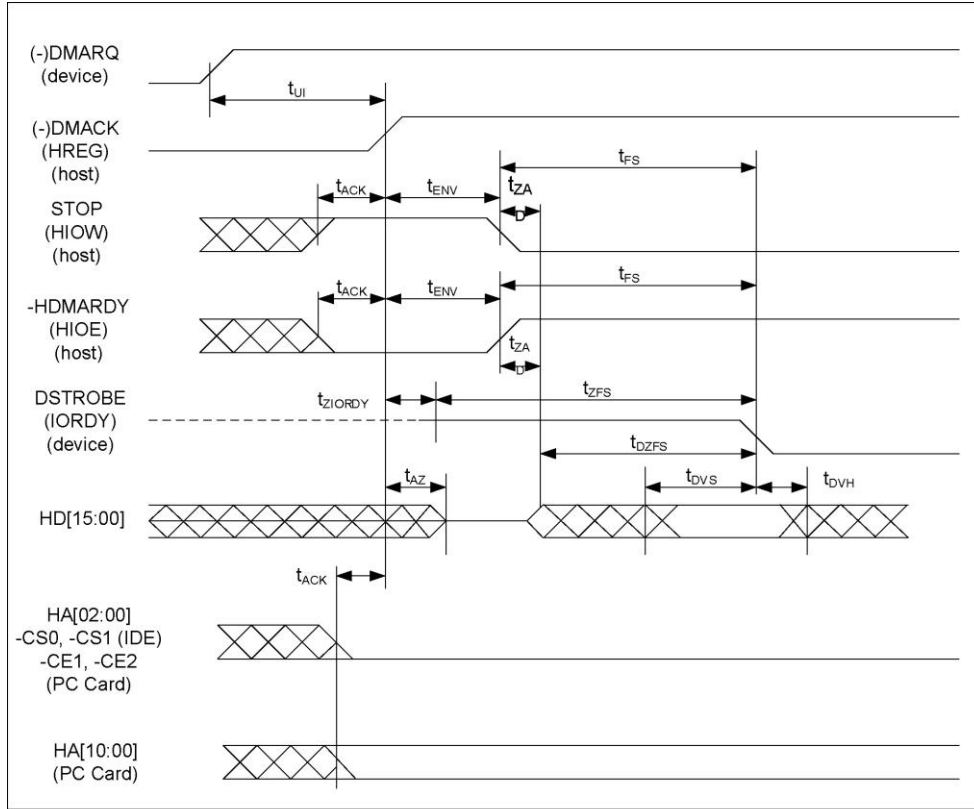 (-)DMARQ
(device)
tUI
(-)DMACK
(HREG)
(host)
tFS
tACK
tENV
tZA
D
STOP
(HIOW)
(host)
tFS
tACK
tENV
-HDMARDY
(HIOE)
(host)
tZA
D
DSTROBE
(IORDY)
(device)
tZIORDY
tZFS
tDZFS
tAZ
tDVS
tDVH
HD[15:00]
tACK
HA[02:00]
-CS0, -CS1 (IDE)
-CE1, -CE2
(PC Card)
HA[10:00]
(PC Card)